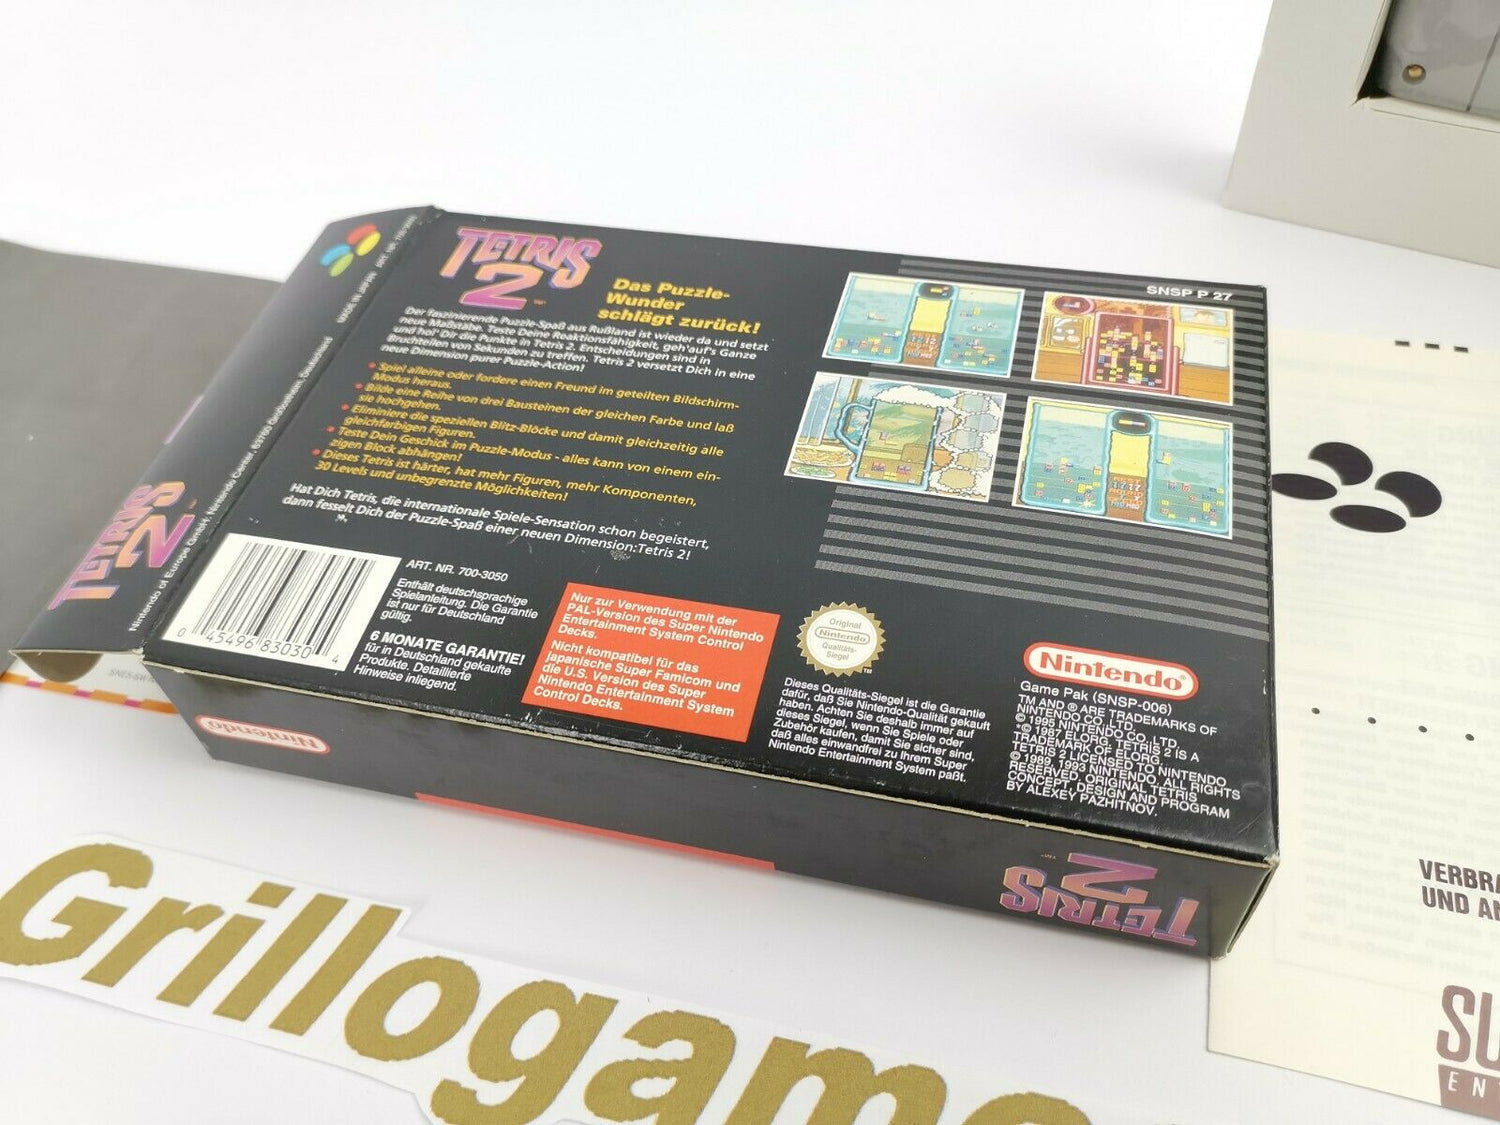 TETRIS
2
TM
Das Puzzle-
Wunder
schlägt zurück!
Der faszinierende Puzzle-Spaß aus Rußland ist wieder da und setzt
neue Maßstäbe. Teste Deine Reaktionsfähigkeit, geh'auf's Ganze
und hol' Dir die Punkte in Tetris 2. Entscheidungen sind in
Bruchteilen von Sekunden zu treffen. Tetris 2 versetzt Dich in eine
neue Dimension purer Puzzle-Action!
• Spiel alleine oder fordere einen Freund im geteilten Bildschirm-
Modus heraus.
• Bilde eine Reihe von drei Bausteinen der gleichen Farbe und laß
sie hochgehen.
• Eliminiere die speziellen Blitz-Blöcke und damit gleichzeitig alle
gleichfarbigen Figuren.
• Teste Dein Geschick im Puzzle-Modus - alles kann von einem ein-
zigen Block abhängen!
• Dieses Tetris ist härter, hat mehr Figuren, mehr Komponenten,
30 Levels und unbegrenzte Möglichkeiten!
Hat Dich Tetris, die internationale Spiele-Sensation schon begeistert,
dann fesselt Dich der Puzzle-Spaß einer neuen Dimension:Tetris 2!
SNSP P 27
0 45496 83030 4
ART. NR. 700-3050
Enthält deutschsprachige
Spielanleitung. Die Garantie
ist nur für Deutschland
gültig.
6 MONATE GARANTIE!
für in Deutschland gekaufte
Produkte. Detaillierte
Hinweise inliegend.
Nur zur Verwendung mit der
PAL-Version des Super Nintendo
Entertainment System Control
Decks.
Nicht kompatibel für das
Japanische Super Famicom und
die U.S. Version des Super
Nintendo Entertainment System
Control Decks.
Original
Nintendo
Qualitäts-
Siegel
TM
Dieses Qualitäts-Siegel ist die Garantie
dafür, daß Sie Nintendo-Qualität gekauft
haben. Achten Sie deshalb immer auf
dieses Siegel, wenn Sie Spiele oder
Zubehör kaufen, damit Sie sicher sind,
daß alles einwandfrei zu Ihrem Super
Nintendo Entertainment System paßt.
Nintendo
Game Pak (SNSP-006)
TM AND ® ARE TRADEMARKS OF
NINTENDO CO., LTD.
© 1995 NINTENDO CO., LTD.
*© 1987 ELORG. TETRIS 2 IS A
TRADEMARK OF ELORG.
TETRIS 2 LICENSED TO NINTENDO
© 1989, 1993 NINTENDO. ALL RIGHTS
RESERVED. ORIGINAL TETRIS
CONCEPT, DESIGN AND PROGRAM
BY ALEXEY PAZHITNOV.
TETRIS
2
MADE IN JAPAN
Nintendo of Europe GmbH, Nintendo Center, 63760 Großostheim, Deutschland
Nintendo
TETRIS
2
TM
VERBRA
UND AN
SU
EN
Grillogame